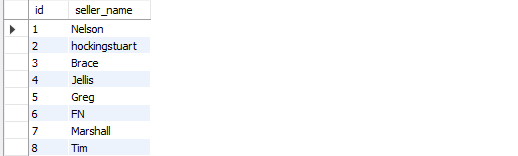 id seller_name
1 Nelson
2 hockingstuart
3 Brace
4 Jellis
5 Greg
6 FN
7 Marshall
8 Tim